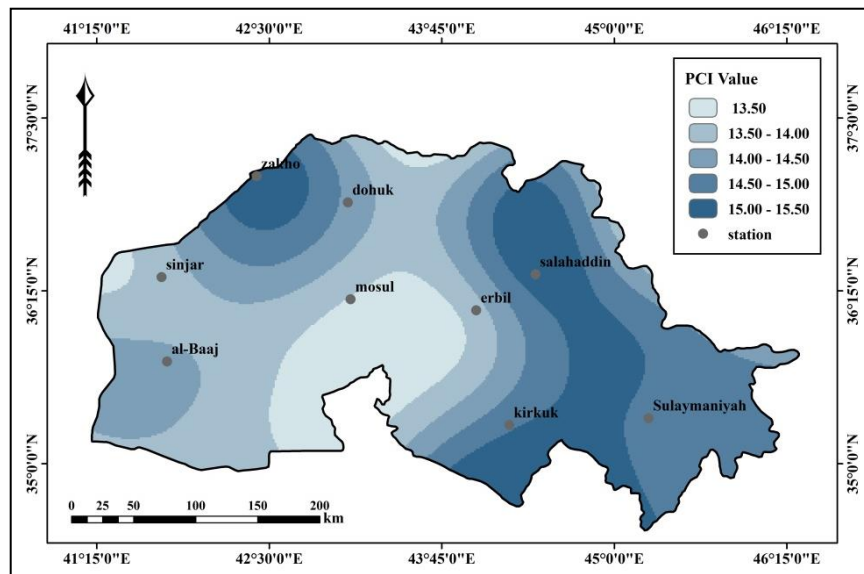 41°15'0"E 42°30'0"E 43°45'0"E 45°0'0"E 46°15'0"E
37°30'0"N
36°15'0"N
35°0'0"N
PCI Value
13.50
13.50 - 14.00
14.00 - 14.50
14.50 - 15.00
15.00 - 15.50
station
zakho
dohuk
sinjar
salahaddin
mosul
erbil
al-Baaj
kirkuk
Sulaymaniyah
0 25 50 100 150 200
km
37°30'0"N
36°15'0"N
35°0'0"N
41°15'0"E 42°30'0"E 43°45'0"E 45°0'0"E 46°15'0"E